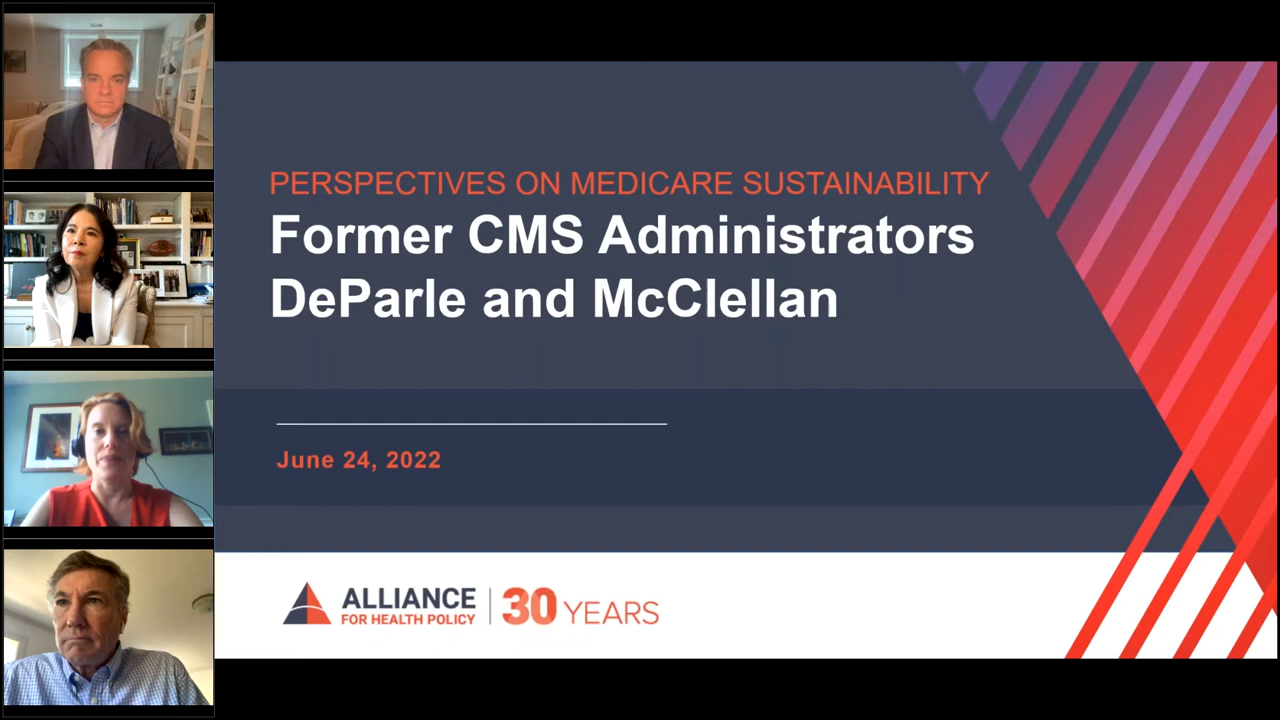 PERSPECTIVES ON MEDICARE SUSTAINABILITY
Former CMS Administrators
DeParle and McClellan
June 24, 2022
ALLIANCE
FOR HEALTH POLICY
30 YEARS